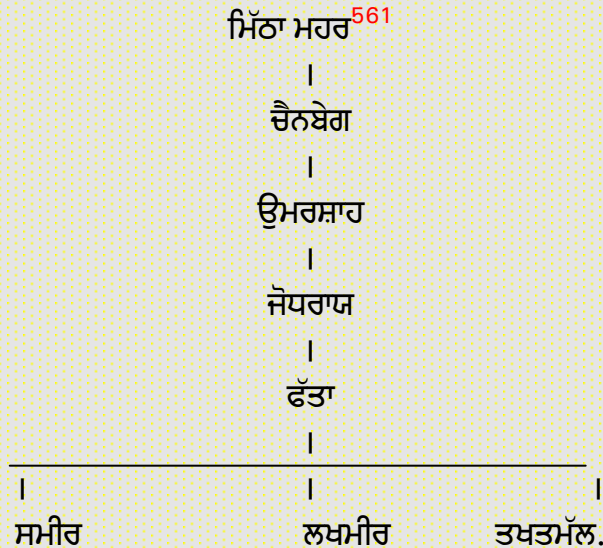 ਮਿੱਠਾ ਮਹਰ561
।
ਚੈਨਬੇਗ
।
ਉਮਰਸ਼ਾਹ
।
ਜੋਧਰਾਯ
।
ਫੱਤਾ
।
। । ।
ਸਮੀਰ ਲਖਮੀਰ ਤਖਤਮੱਲ.